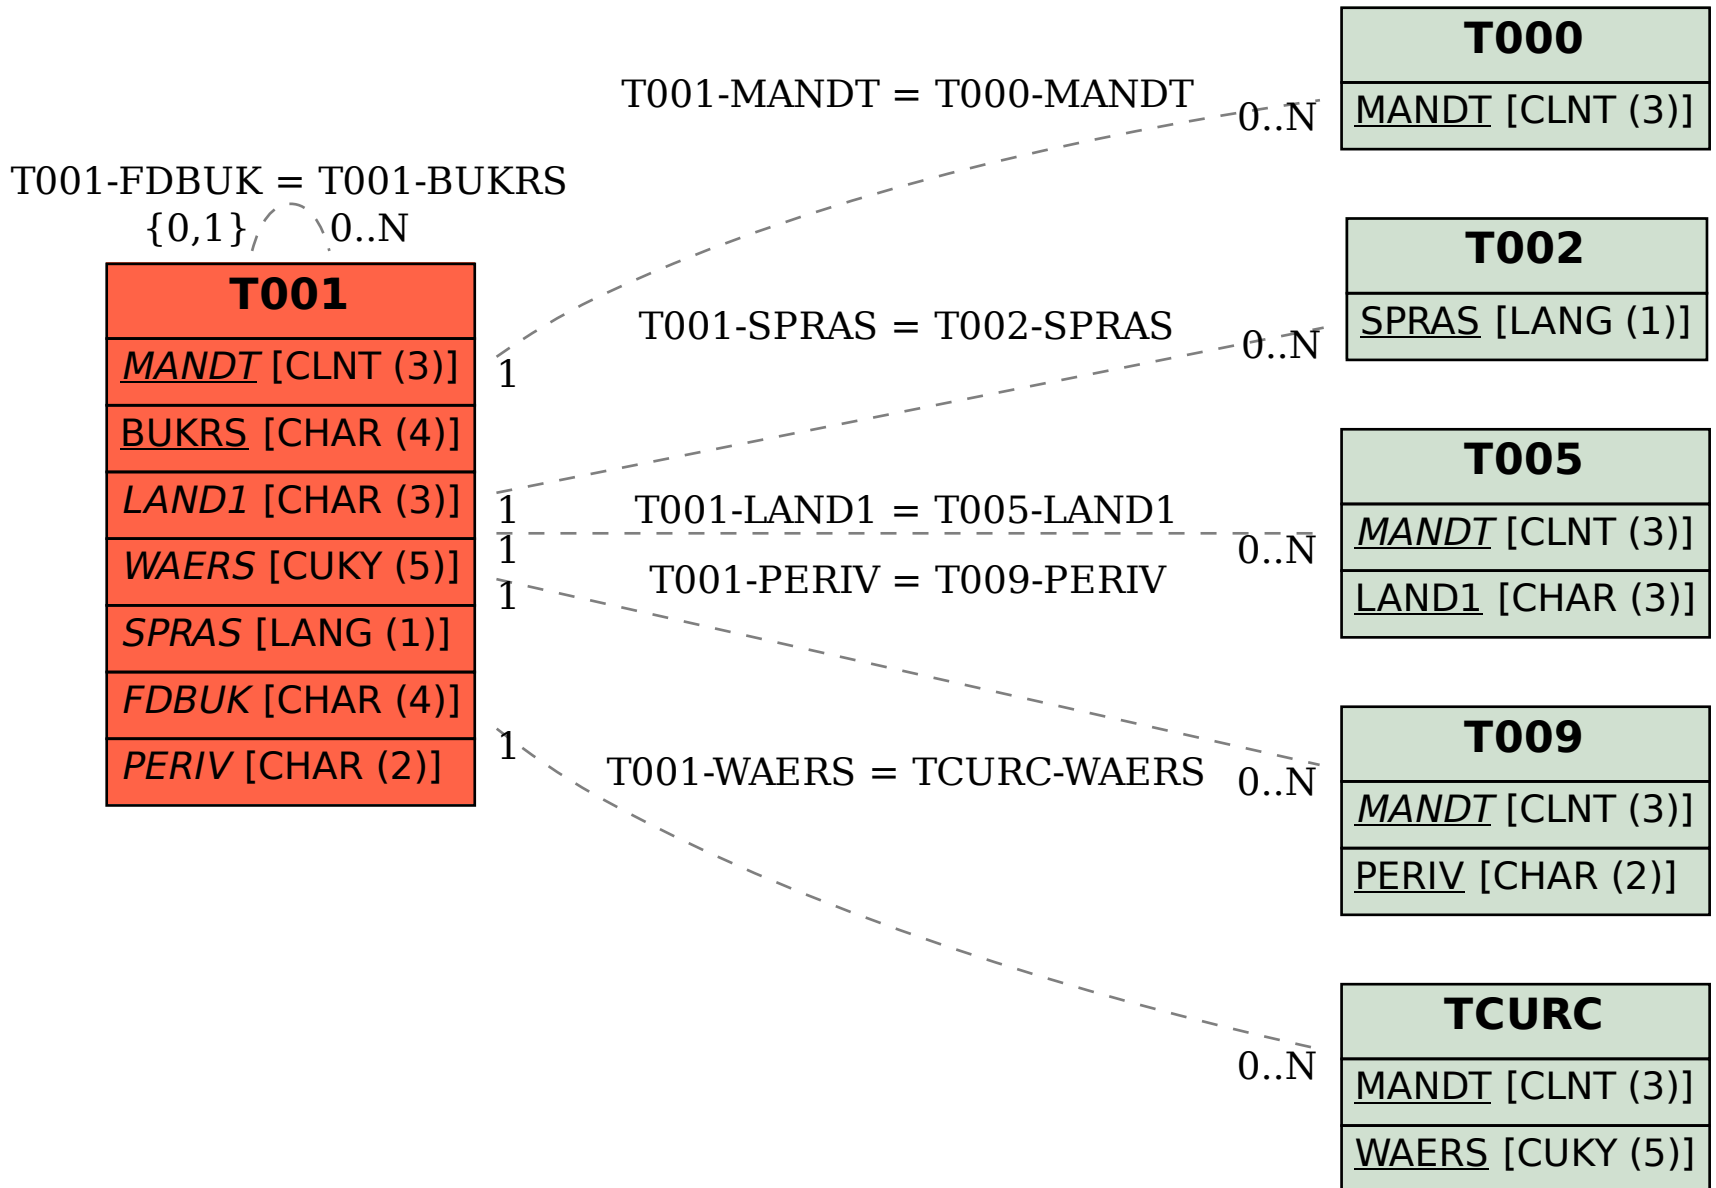 T001-FDBUK = T001-BUKRS
{0,1}
0..N
T001
MANDT [CLNT (3)]
BUKRS [CHAR (4)]
LAND1 [CHAR (3)]
WAERS [CUKY (5)]
SPRAS [LANG (1)]
FDBUK [CHAR (4)]
PERIV [CHAR (2)]
T001-MANDT = T000-MANDT
0..N
1
T001-SPRAS = T002-SPRAS
0..N
1
T001-LAND1 = T005-LAND1
0..N
1
T001-PERIV = T009-PERIV
0..N
1
T001-WAERS = TCURC-WAERS
0..N
1
T000
MANDT [CLNT (3)]
T002
SPRAS [LANG (1)]
T005
MANDT [CLNT (3)]
LAND1 [CHAR (3)]
T009
MANDT [CLNT (3)]
PERIV [CHAR (2)]
TCURC
MANDT [CLNT (3)]
WAERS [CUKY (5)]